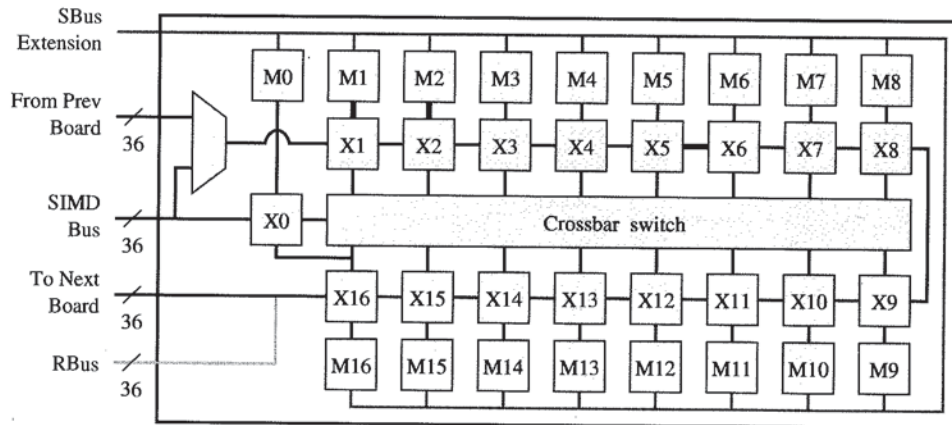 SBus
Extension
M0 M1 M2 M3 M4 M5 M6 M7 M8
From Prev
Board
36
X1 X2 X3 X4 X5 X6 X7 X8
SIMD
Bus
36
X0
Crossbar switch
To Next
Board
36
X16 X15 X14 X13 X12 X11 X10 X9
RBus
36
M16 M15 M14 M13 M12 M11 M10 M9